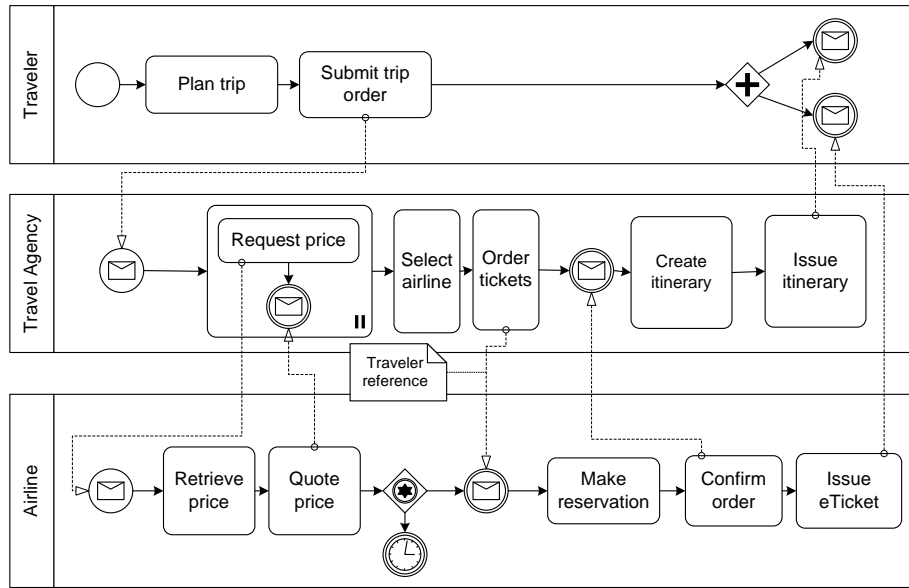 Traveler
Plan trip
Submit trip
order
Travel Agency
Request price
Select
airline
Order
tickets
Create
itinerary
Issue
itinerary
Traveler
reference
Airline
Retrieve
price
Quote
price
Make
reservation
Confirm
order
Issue
eTicket